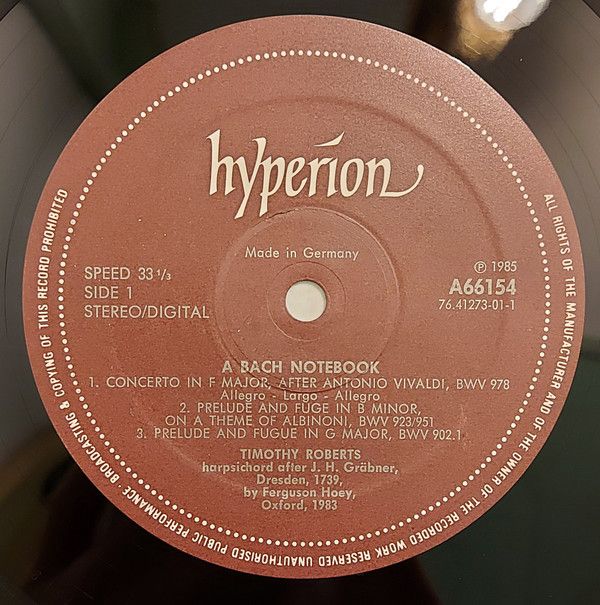 hyperion
Made in Germany
SPEED 33 1/3
SIDE 1
STEREO/DIGITAL
℗ 1985
A66154
76.41273-01-1
A BACH NOTEBOOK
1. CONCERTO IN F MAJOR, AFTER ANTONIO VIVALDI, BWV 978
Allegro - Largo - Allegro
2. PRELUDE AND FUGE IN B MINOR,
ON A THEME OF ALBINONI, BWV 923/951
3. PRELUDE AND FUGUE IN G MAJOR, BWV 902.1
TIMOTHY ROBERTS
harpsichord after J. H. Gräbner,
Dresden, 1739,
by Ferguson Hoey,
Oxford, 1983
ALL RIGHTS OF THE MANUFACTURER AND OF THE OWNER OF THE RECORDED WORK RESERVED UNAUTHORISED PUBLIC PERFORMANCE · BROADCASTING & COPYING OF THIS RECORD PROHIBITED